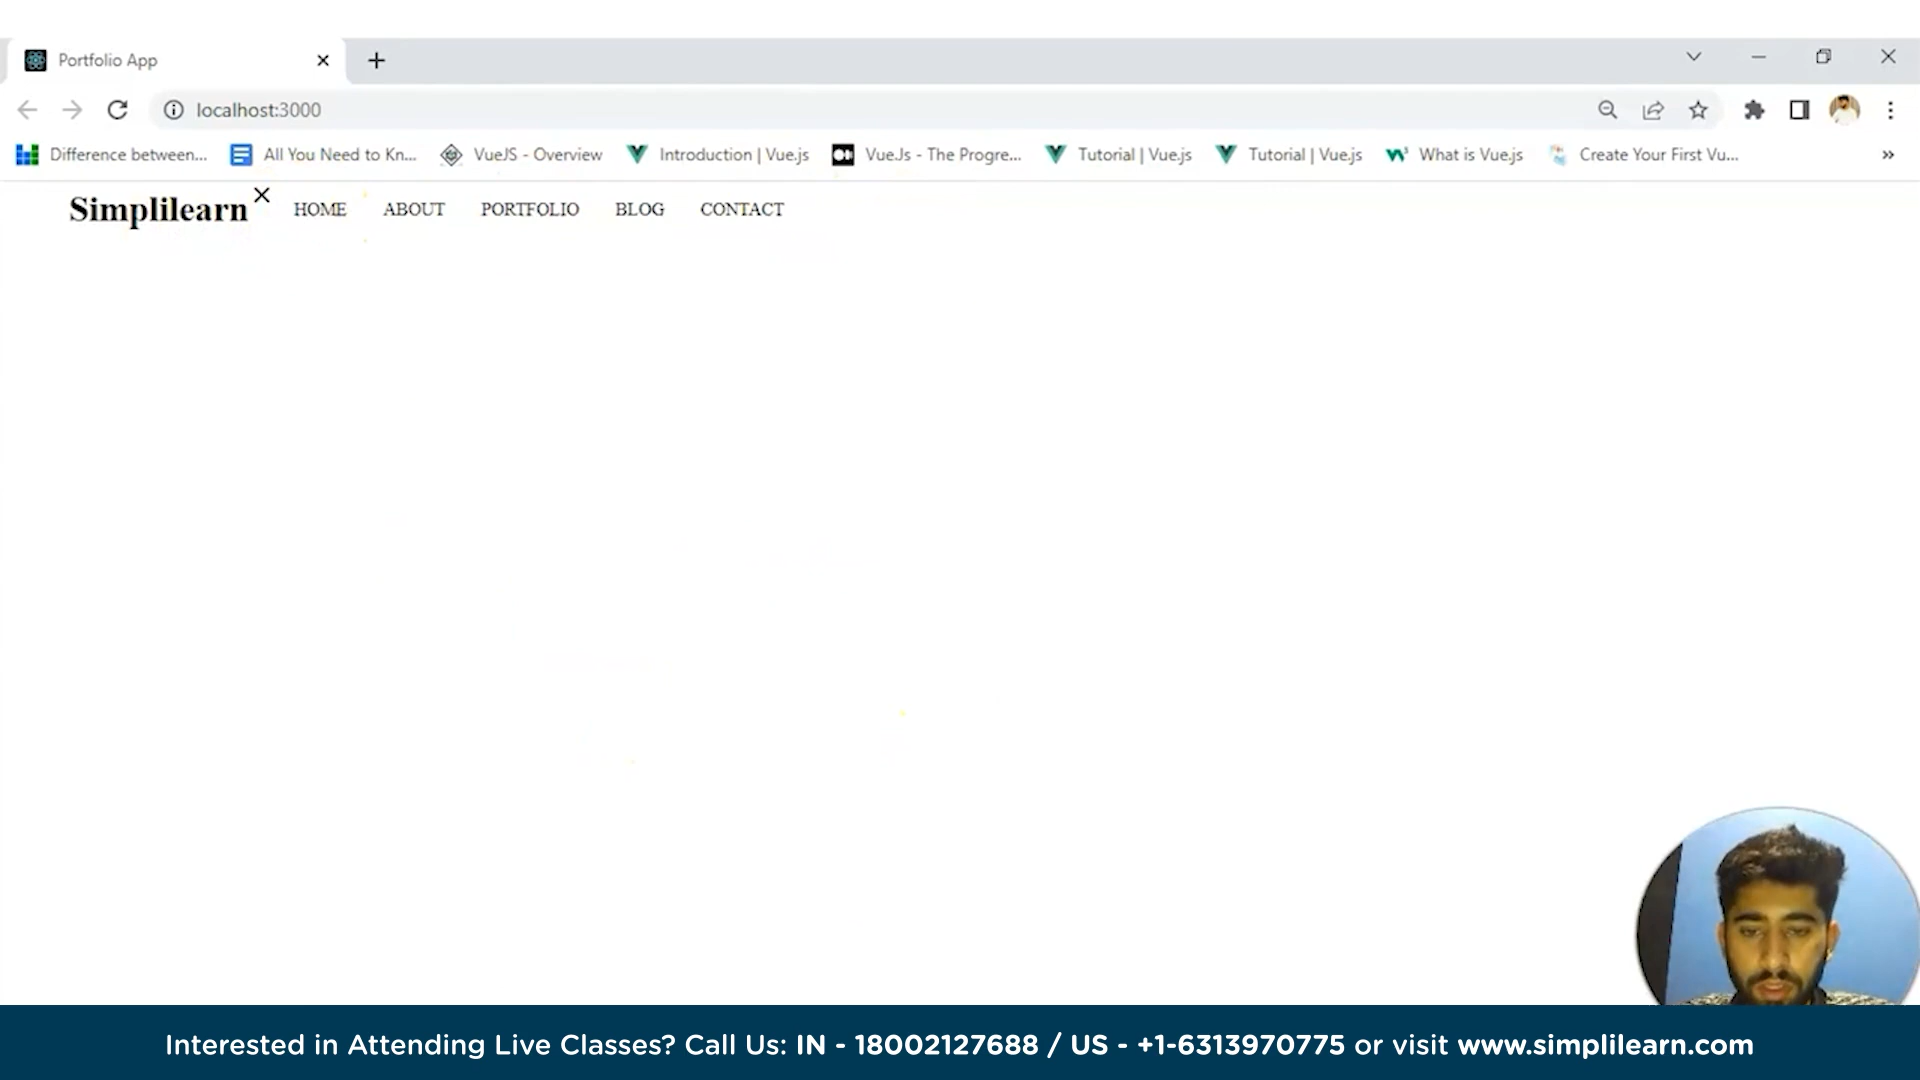 Portfolio App
localhost:3000
Difference between... All You Need to Kn... VueJS - Overview Introduction | Vue.js VueJs - The Progre... Tutorial | Vue.js Tutorial | Vue.js What is Vue.js Create Your First Vu... »
Simplilearn HOME ABOUT PORTFOLIO BLOG CONTACT
Interested in Attending Live Classes? Call Us: IN - 18002127688 / US - +1-6313970775 or visit www.simplilearn.com